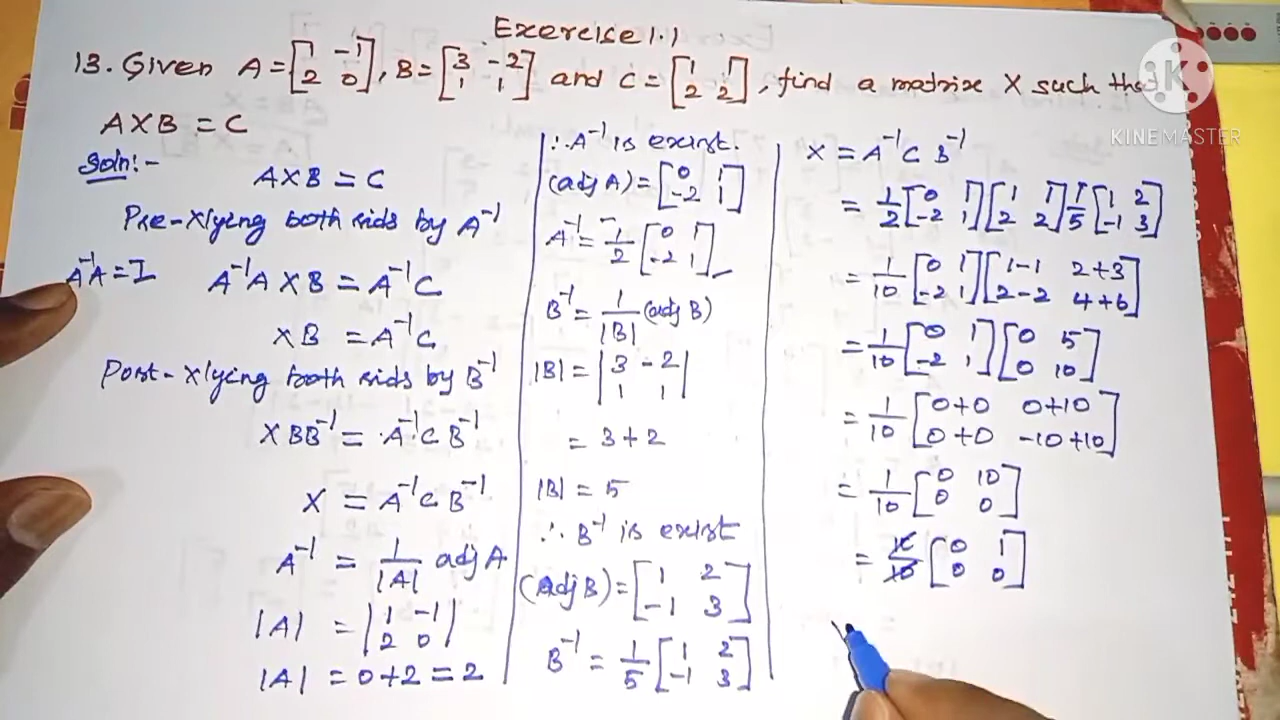 Exercise 1.1
13. Given A = [1 -1; 2 0], B = [3 -2; 1 1] and C = [1 1; 2 2], find a matrix X such tha
AXB = C
Soln:-
AXB = C
Pre-xlying both sids by A⁻¹
A⁻¹A = I A⁻¹A X B = A⁻¹C
XB = A⁻¹C
Post-xlying both sids by B⁻¹
X BB⁻¹ = A⁻¹C B⁻¹
X = A⁻¹C B⁻¹
A⁻¹ = 1/|A| adj A
|A| = |1 -1; 2 0|
|A| = 0+2 = 2
∴ A⁻¹ is exist.
(adj A) = [0 1; -2 1]
A⁻¹ = 1/2 [0 1; -2 1]
B⁻¹ = 1/|B| (adj B)
|B| = |3 -2; 1 1|
= 3+2
|B| = 5
∴ B⁻¹ is exist
(Adj B) = [1 2; -1 3]
B⁻¹ = 1/5 [1 2; -1 3]
X = A⁻¹C B⁻¹
= 1/2 [0 1; -2 1] [1 1; 2 2] 1/5 [1 2; -1 3]
= 1/10 [0 1; -2 1] [1-1 2+3; 2-2 4+6]
= 1/10 [0 1; -2 1] [0 5; 0 10]
= 1/10 [0+0 0+10; 0+0 -10+10]
= 1/10 [0 10; 0 0]
= 10/10 [0 1; 0 0]
K
KINEMASTER